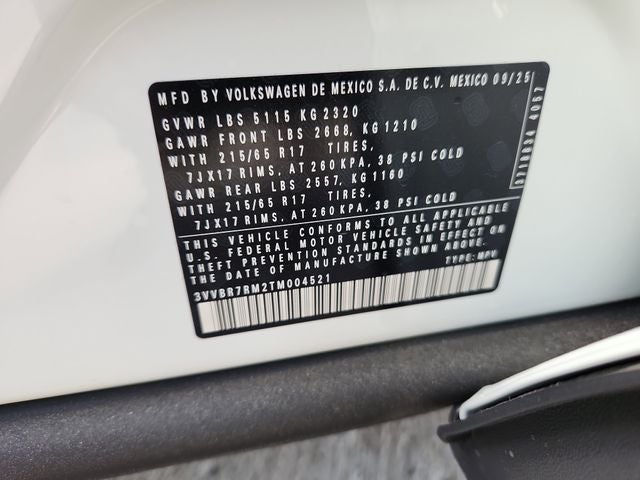 MFD BY VOLKSWAGEN DE MEXICO S.A. DE C.V. MEXICO 09/25
GVWR LBS 5115 KG 2320
GAWR FRONT LBS 2668, KG 1210
WITH 215/65 R17 TIRES,
7JX17 RIMS, AT 260 KPA, 38 PSI COLD
GAWR REAR LBS 2557, KG 1160
WITH 215/65 R17 TIRES,
7JX17 RIMS, AT 260 KPA, 38 PSI COLD
THIS VEHICLE CONFORMS TO ALL APPLICABLE
U.S. FEDERAL MOTOR VEHICLE SAFETY AND
THEFT PREVENTION STANDARDS IN EFFECT ON
THE DATE OF MANUFACTURE SHOWN ABOVE.
3VVBR7RM2TM004521 TYPE: MPV